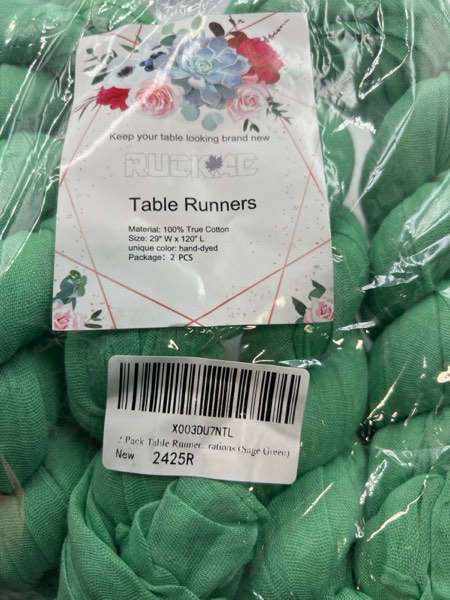 Keep your table looking brand new
Table Runners
Material: 100% True Cotton
Size: 29" W x 120" L
unique color: hand-dyed
Package: 2 PCS
X003DU7NTL
2 Pack Table Runner... rations (Sage Green)
New 2425R